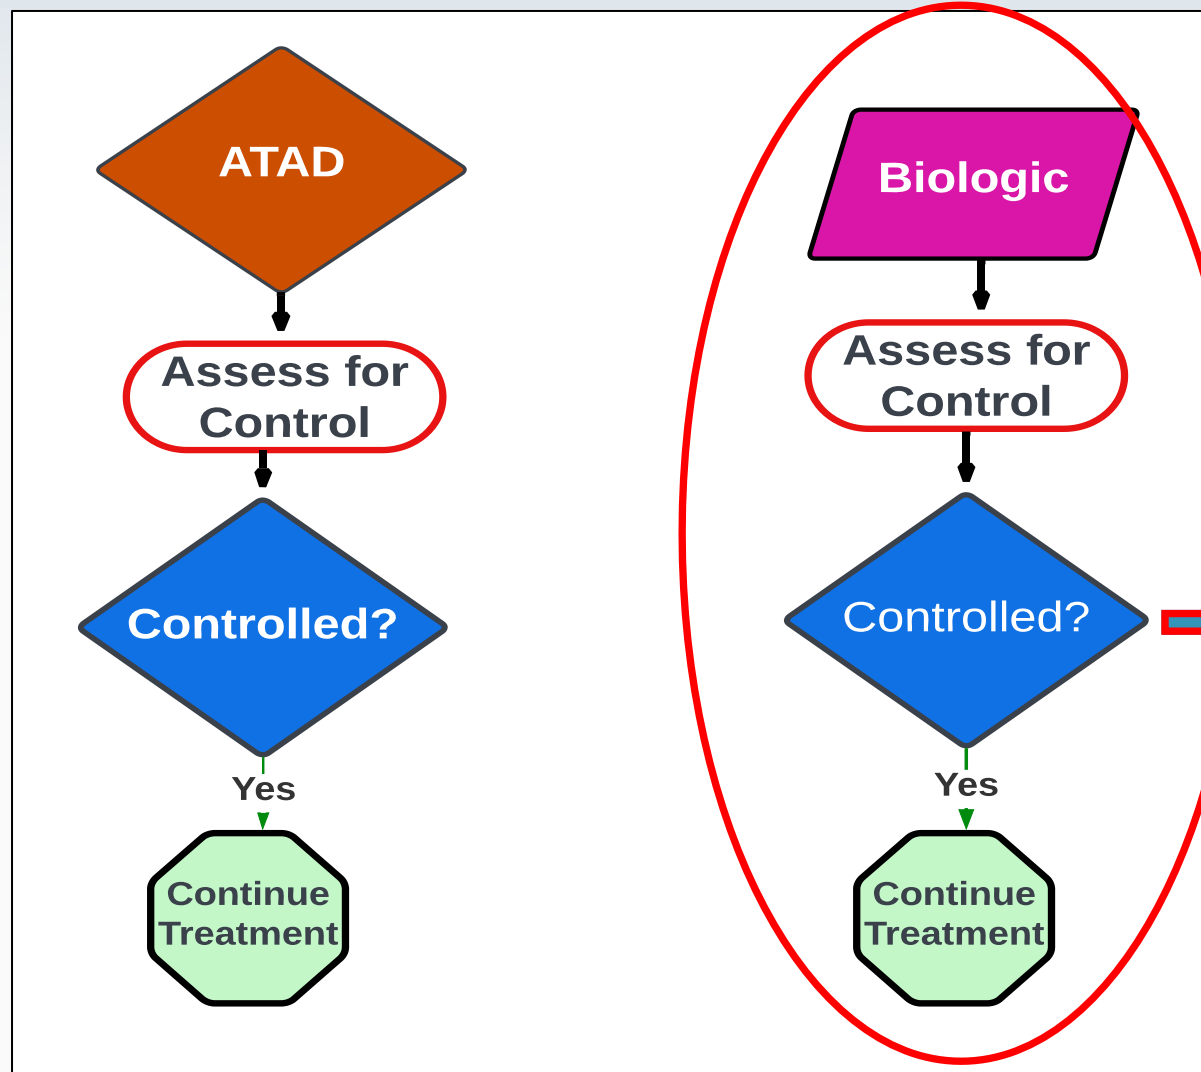 ATAD
Assess for
Control
Controlled?
Yes
Continue
Treatment
Biologic
Assess for
Control
Controlled?
Yes
Continue
Treatment